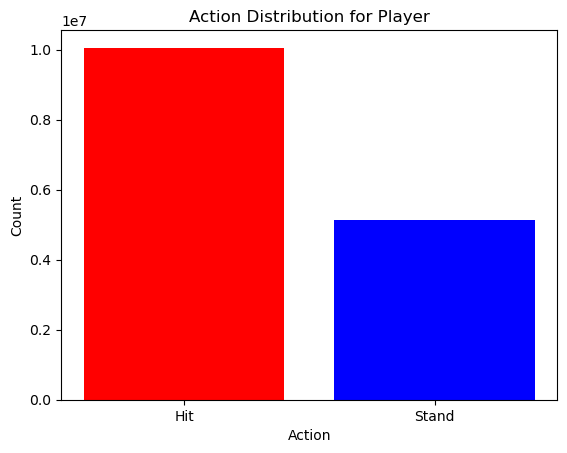 Action Distribution for Player
1e7
1.0
0.8
0.6
0.4
0.2
0.0
Count
Hit
Stand
Action